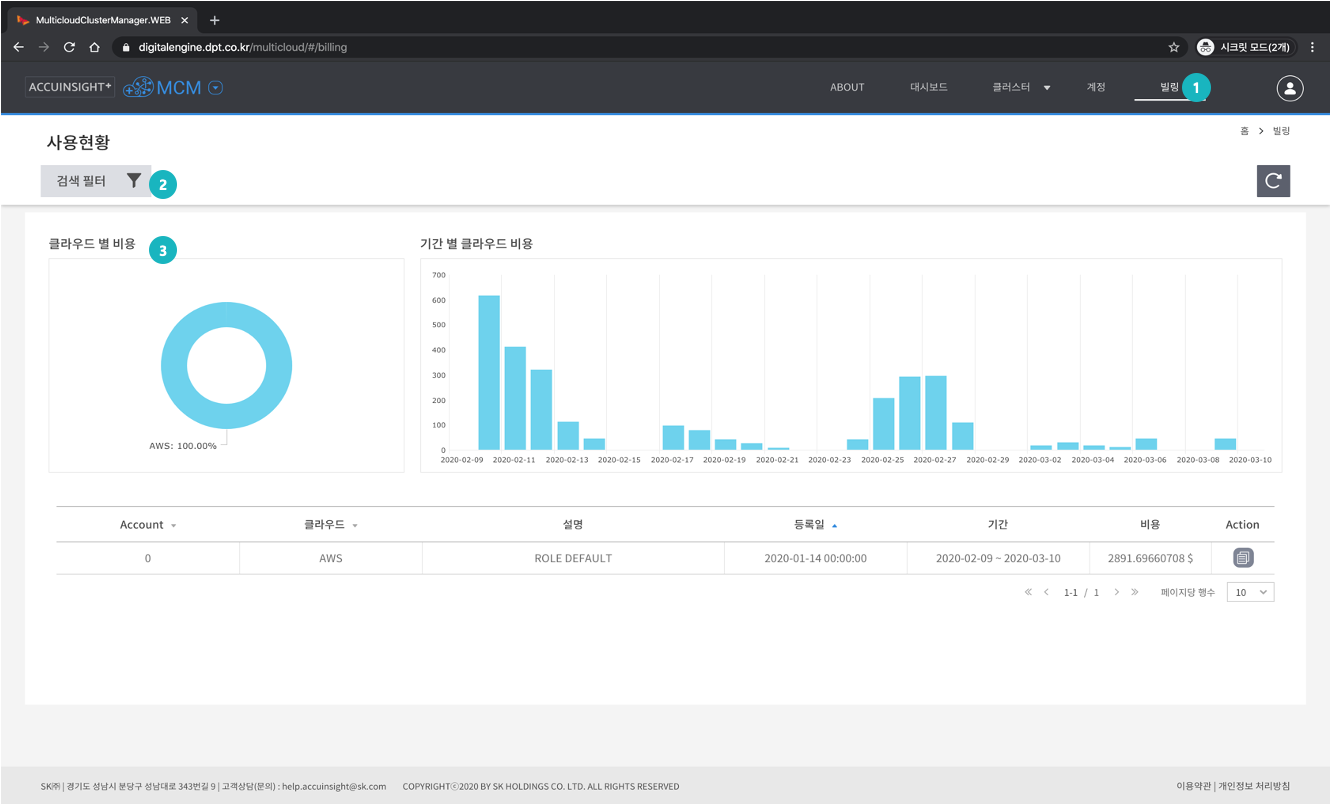 MulticloudClusterManager.WEB
digitalengine.dpt.co.kr/multicloud/#/billing
시크릿 모드(2개)
ACCUINSIGHT+ MCM
ABOUT 대시보드 클러스터 계정 빌링 1
홈 > 빌링
사용현황
검색 필터 2
클라우드 별 비용 3
AWS: 100.00%
기간 별 클라우드 비용
700
600
500
400
300
200
100
0
2020-02-09 2020-02-11 2020-02-13 2020-02-15 2020-02-17 2020-02-19 2020-02-21 2020-02-23 2020-02-25 2020-02-27 2020-02-29 2020-03-02 2020-03-04 2020-03-06 2020-03-08 2020-03-10
Account 클라우드 설명 등록일 기간 비용 Action
0 AWS ROLE DEFAULT 2020-01-14 00:00:00 2020-02-09 ~ 2020-03-10 2891.69660708 $
1-1 / 1 페이지당 행수 10
SK㈜ | 경기도 성남시 분당구 성남대로 343번길 9 | 고객상담(문의) : help.accuinsight@sk.com COPYRIGHTⓒ2020 BY SK HOLDINGS CO. LTD. ALL RIGHTS RESERVED
이용약관 | 개인정보 처리방침